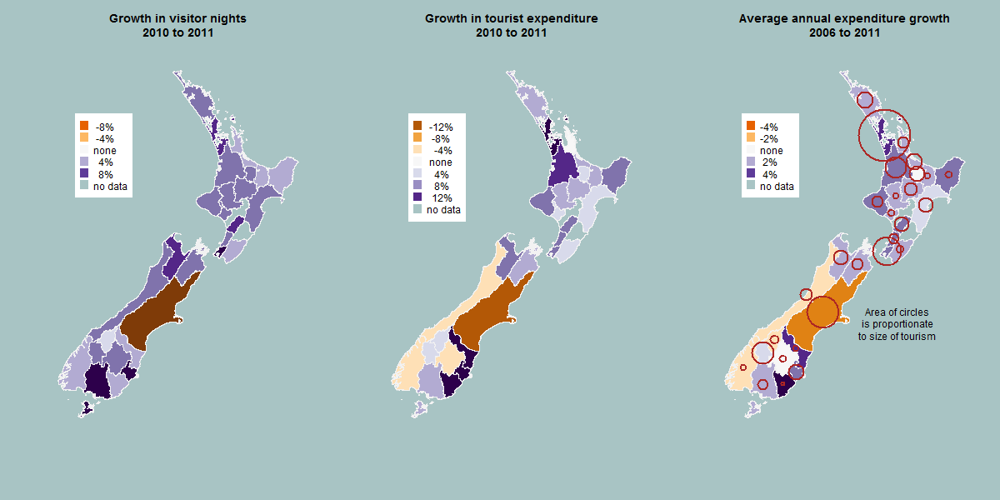 Growth in visitor nights
2010 to 2011
-8%
-4%
none
4%
8%
no data
Growth in tourist expenditure
2010 to 2011
-12%
-8%
-4%
none
4%
8%
12%
no data
Average annual expenditure growth
2006 to 2011
-4%
-2%
none
2%
4%
no data
Area of circles
is proportionate
to size of tourism